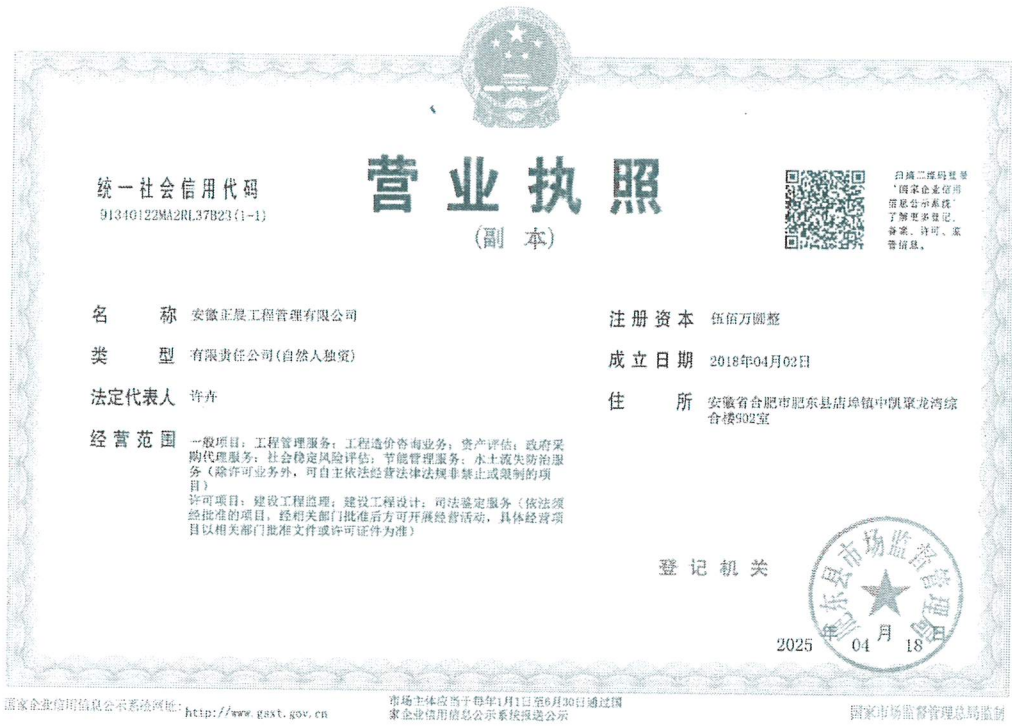 营业执照
(副 本)
统一社会信用代码
91340122MA2RL37B23(1-1)
扫描二维码登录
“国家企业信用
信息公示系统”
了解更多登记、
备案、许可、监
管信息。
名 称 安徽正晟工程管理有限公司
类 型 有限责任公司(自然人独资)
法定代表人 许卉
经营范围 一般项目：工程管理服务；工程造价咨询业务；资产评估；政府采
购代理服务；社会稳定风险评估；节能管理服务；水土流失防治服
务（除许可业务外，可自主依法经营法律法规非禁止或限制的项
目）
许可项目：建设工程监理；建设工程设计；司法鉴定服务（依法须
经批准的项目，经相关部门批准后方可开展经营活动，具体经营项
目以相关部门批准文件或许可证件为准）
注册资本 伍佰万圆整
成立日期 2018年04月02日
住 所 安徽省合肥市肥东县店埠镇中凯聚龙湾综
合楼902室
登记机关
肥东县市场监督管理局
2025 年 04 月 18 日
国家企业信用信息公示系统网址: http://www.gsxt.gov.cn
市场主体应当于每年1月1日至6月30日通过国
家企业信用信息公示系统报送公示
国家市场监督管理总局监制